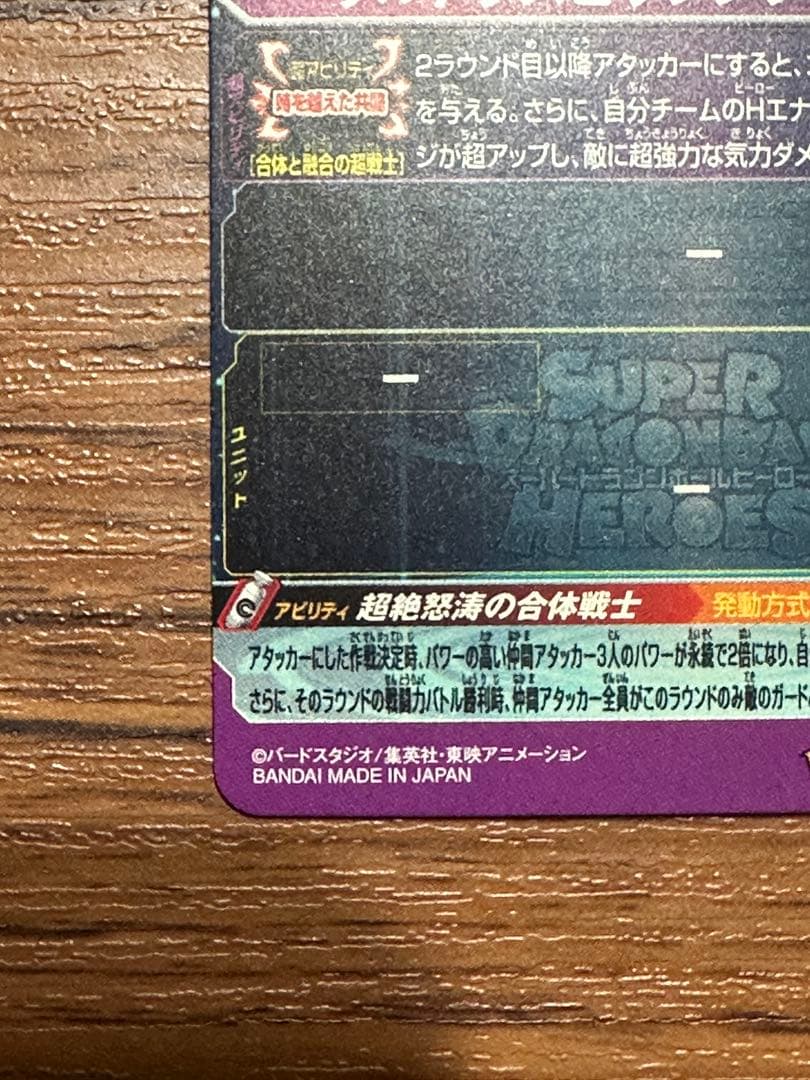 超アビリティ
時を越えた共闘
[合体と融合の超戦士]
2ラウンド目以降アタッカーにすると、
を与える。さらに、自分チームのHエナ
ジが超アップし、敵に超強力な気力ダメ
ー
ー
ユニット
SUPER
DRAGONBA
スーパードラゴンボールヒーロー
HEROES
ー
アビリティ 超絶怒涛の合体戦士 発動方式
アタッカーにした作戦決定時、パワーの高い仲間アタッカー3人のパワーが永続で2倍になり、自
さらに、そのラウンドの戦闘力バトル勝利時、仲間アタッカー全員がこのラウンドのみ敵のガード
©バードスタジオ/集英社・東映アニメーション
BANDAI MADE IN JAPAN